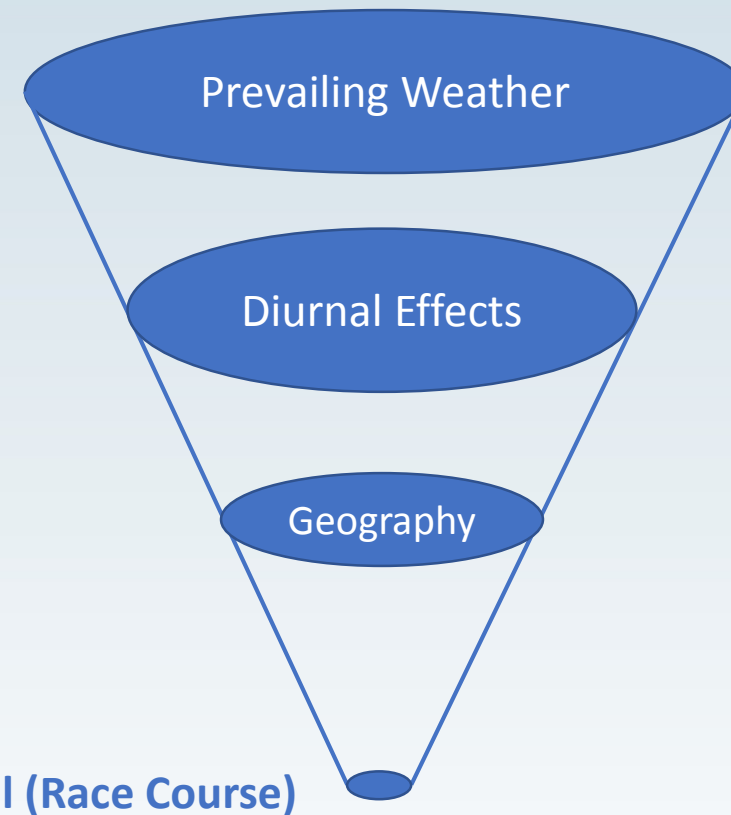 Prevailing Weather
Diurnal Effects
Geography
l (Race Course)